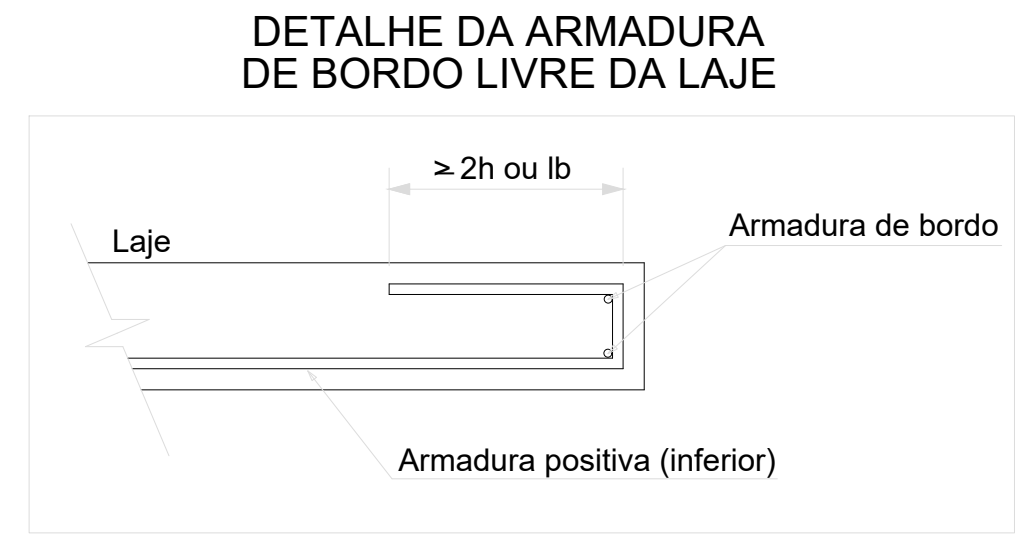 DETALHE DA ARMADURA
DE BORDO LIVRE DA LAJE
≥ 2h ou lb
Armadura de bordo
Laje
Armadura positiva (inferior)